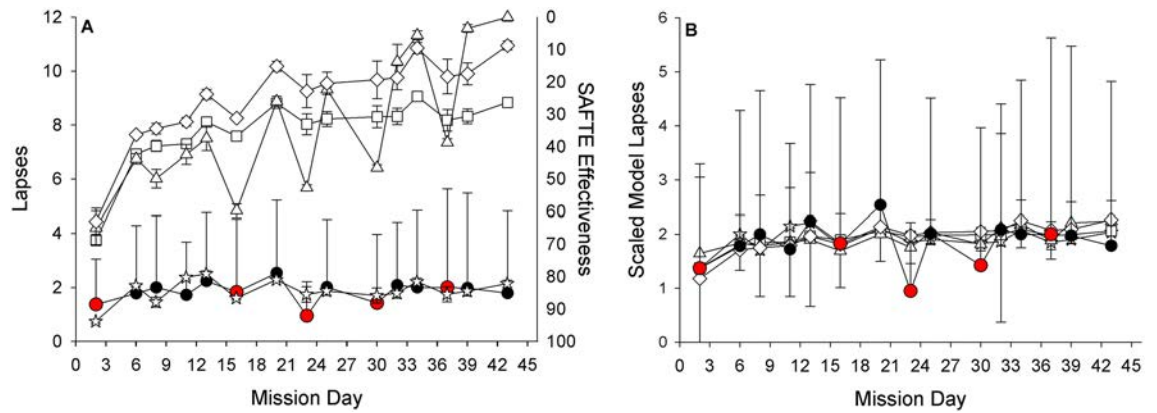 A
Lapses
12
10
8
6
4
2
0
0
10
20
30
40
50
60
70
80
90
100
SAFTE Effectiveness
0 3 6 9 12 15 18 21 24 27 30 33 36 39 42 45
Mission Day
B
Scaled Model Lapses
6
5
4
3
2
1
0
0 3 6 9 12 15 18 21 24 27 30 33 36 39 42 45
Mission Day